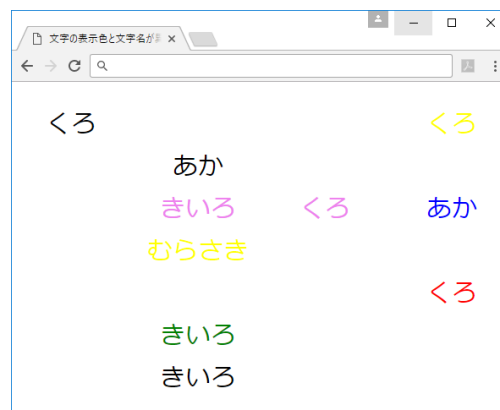 文字の表示色と文字名が
くろ くろ
あか
きいろ くろ あか
むらさき
くろ
きいろ
きいろ